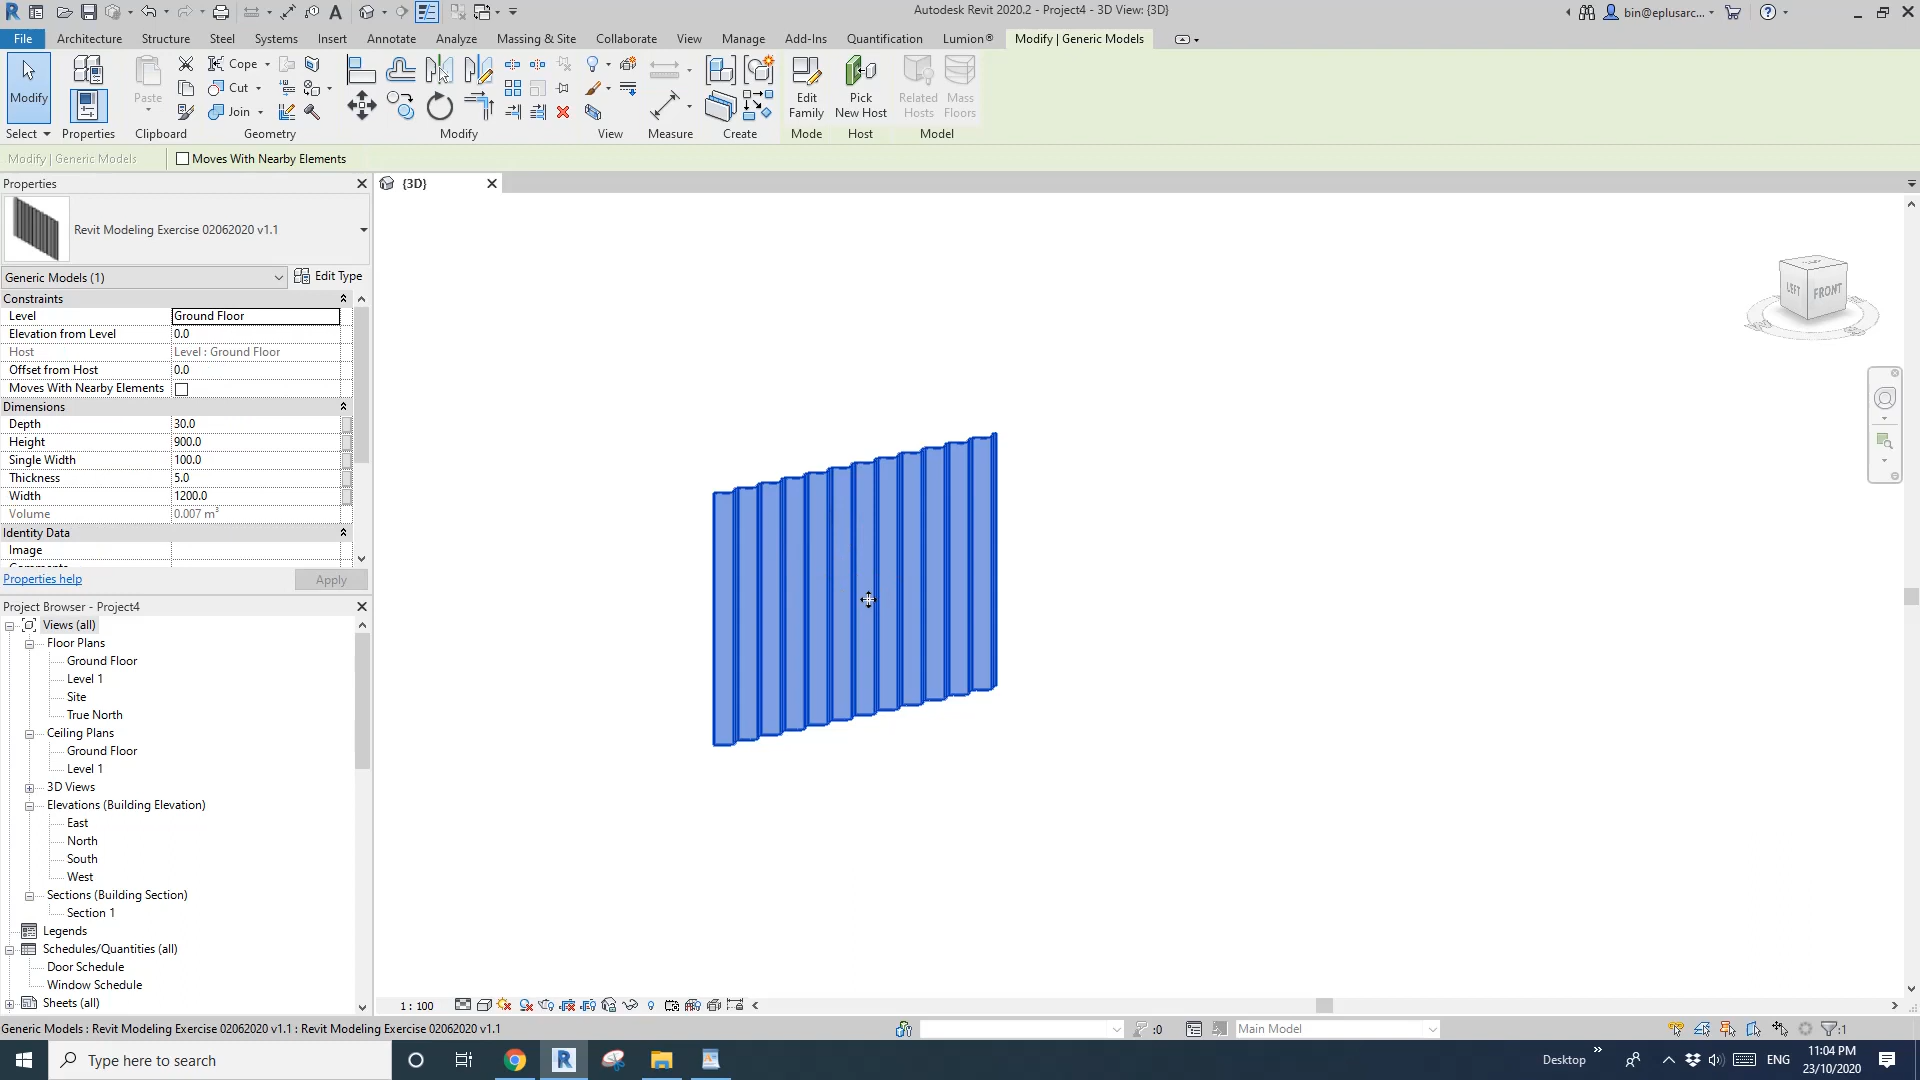 Autodesk Revit 2020.2 - Project4 - 3D View: {3D}
bin@eplusarc...
File Architecture Structure Steel Systems Insert Annotate Analyze Massing & Site Collaborate View Manage Add-Ins Quantification Lumion® Modify | Generic Models
Modify
Paste
Cope
Cut
Join
Edit Family
Pick New Host
Related Hosts
Mass Floors
Select Properties Clipboard Geometry Modify View Measure Create Mode Host Model
Modify | Generic Models Moves With Nearby Elements
Properties
{3D}
Revit Modeling Exercise 02062020 v1.1
Generic Models (1) Edit Type
Constraints
Level Ground Floor
Elevation from Level 0.0
Host Level : Ground Floor
Offset from Host 0.0
Moves With Nearby Elements
Dimensions
Depth 30.0
Height 900.0
Single Width 100.0
Thickness 5.0
Width 1200.0
Volume 0.007 m³
Identity Data
Image
Properties help Apply
LEFT FRONT
Project Browser - Project4
Views (all)
Floor Plans
Ground Floor
Level 1
Site
True North
Ceiling Plans
Ground Floor
Level 1
3D Views
Elevations (Building Elevation)
East
North
South
West
Sections (Building Section)
Section 1
Legends
Schedules/Quantities (all)
Door Schedule
Window Schedule
Sheets (all)
1 : 100
Generic Models : Revit Modeling Exercise 02062020 v1.1 : Revit Modeling Exercise 02062020 v1.1
:0
Main Model
:1
Type here to search
Desktop
ENG
11:04 PM
23/10/2020